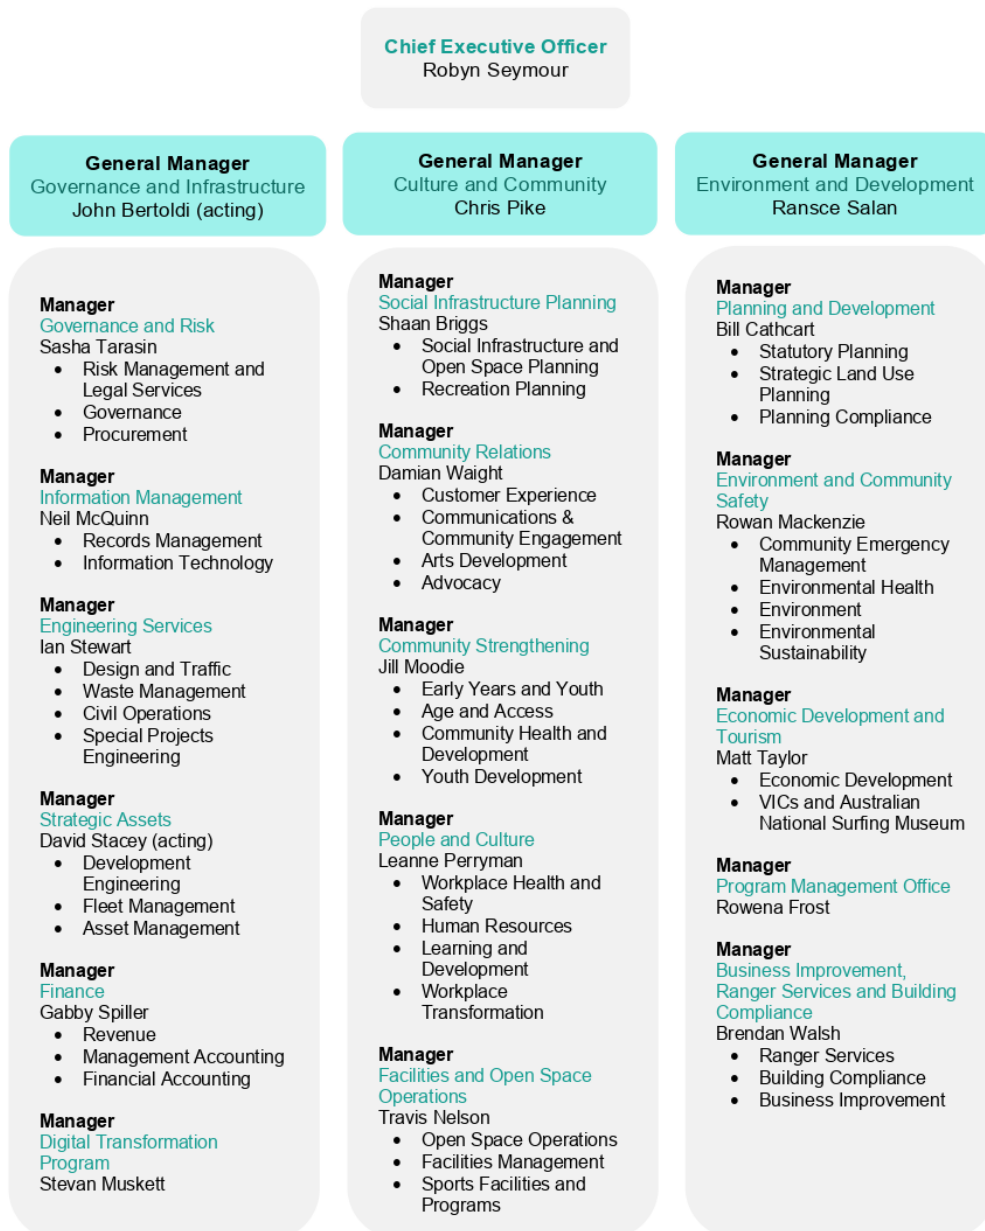 Chief Executive Officer
Robyn Seymour
General Manager
Governance and Infrastructure
John Bertoldi (acting)
Manager
Governance and Risk
Sasha Tarasin
• Risk Management and
Legal Services
• Governance
• Procurement
Manager
Information Management
Neil McQuinn
• Records Management
• Information Technology
Manager
Engineering Services
Ian Stewart
• Design and Traffic
• Waste Management
• Civil Operations
• Special Projects
Engineering
Manager
Strategic Assets
David Stacey (acting)
• Development
Engineering
• Fleet Management
• Asset Management
Manager
Finance
Gabby Spiller
• Revenue
• Management Accounting
• Financial Accounting
Manager
Digital Transformation
Program
Stevan Muskett
General Manager
Culture and Community
Chris Pike
Manager
Social Infrastructure Planning
Shaan Briggs
• Social Infrastructure and
Open Space Planning
• Recreation Planning
Manager
Community Relations
Damian Waight
• Customer Experience
• Communications &
Community Engagement
• Arts Development
• Advocacy
Manager
Community Strengthening
Jill Moodie
• Early Years and Youth
• Age and Access
• Community Health and
Development
• Youth Development
Manager
People and Culture
Leanne Perryman
• Workplace Health and
Safety
• Human Resources
• Learning and
Development
• Workplace
Transformation
Manager
Facilities and Open Space
Operations
Travis Nelson
• Open Space Operations
• Facilities Management
• Sports Facilities and
Programs
General Manager
Environment and Development
Ransce Salan
Manager
Planning and Development
Bill Cathcart
• Statutory Planning
• Strategic Land Use
Planning
• Planning Compliance
Manager
Environment and Community
Safety
Rowan Mackenzie
• Community Emergency
Management
• Environmental Health
• Environment
• Environmental
Sustainability
Manager
Economic Development and
Tourism
Matt Taylor
• Economic Development
• VICs and Australian
National Surfing Museum
Manager
Program Management Office
Rowena Frost
Manager
Business Improvement,
Ranger Services and Building
Compliance
Brendan Walsh
• Ranger Services
• Building Compliance
• Business Improvement